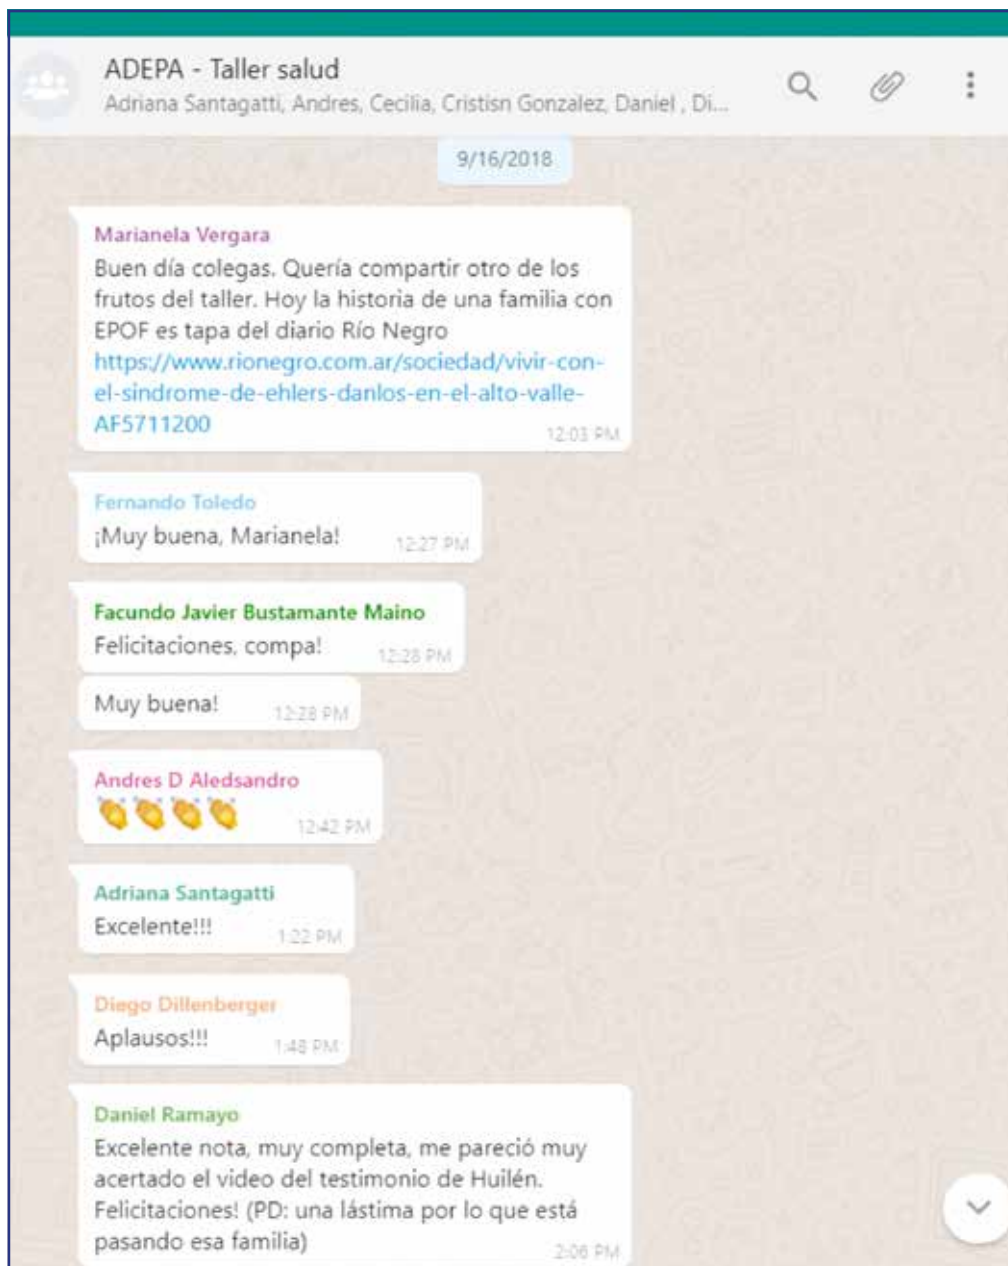 ADEPA - Taller salud
Adriana Santagatti, Andres, Cecilia, Cristisn Gonzalez, Daniel , Di...
9/16/2018
Marianela Vergara
Buen día colegas. Quería compartir otro de los
frutos del taller. Hoy la historia de una familia con
EPOF es tapa del diario Río Negro
https://www.rionegro.com.ar/sociedad/vivir-con-
el-sindrome-de-ehlers-danlos-en-el-alto-valle-
AF5711200
12:03 PM
Fernando Toledo
¡Muy buena, Marianela!
12:27 PM
Facundo Javier Bustamante Maino
Felicitaciones, compa!
12:28 PM
Muy buena!
12:28 PM
Andres D Aledsandro
12:42 PM
Adriana Santagatti
Excelente!!!
1:22 PM
Diego Dillenberger
Aplausos!!!
1:48 PM
Daniel Ramayo
Excelente nota, muy completa, me pareció muy
acertado el video del testimonio de Huilén.
Felicitaciones! (PD: una lástima por lo que está
pasando esa familia)
2:06 PM